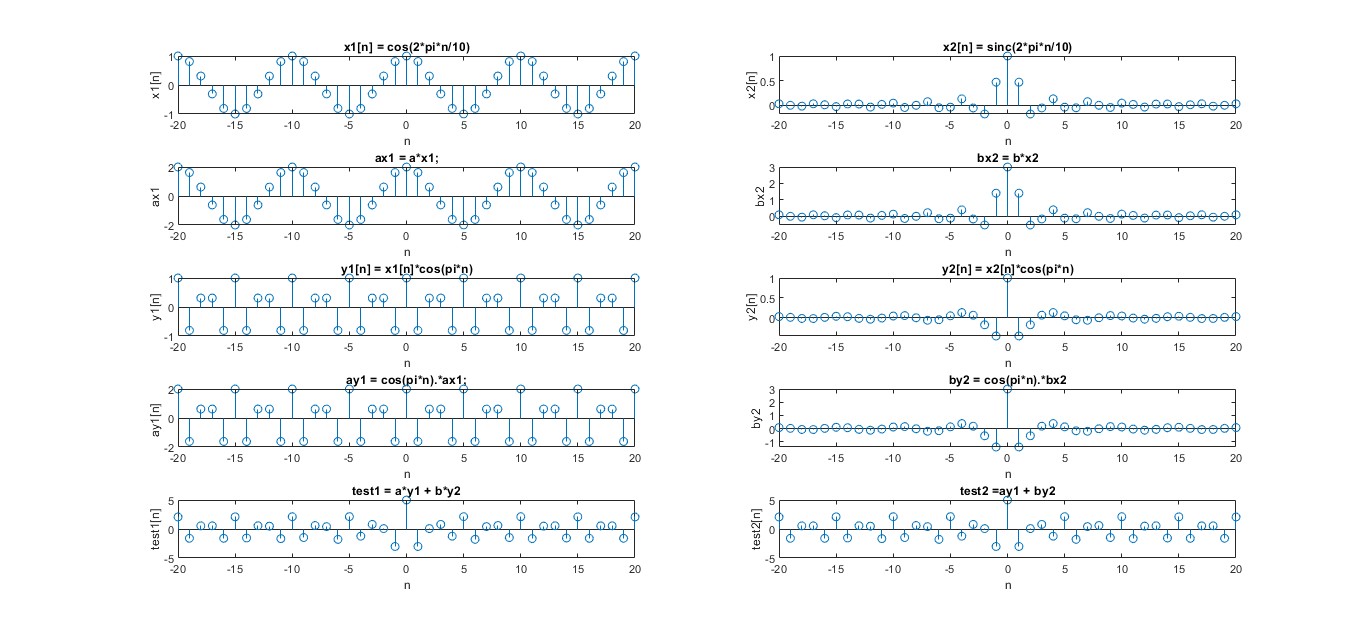 x1[n] = cos(2*pi*n/10)
x1[n]
1
0
-1
-20 -15 -10 -5 0 5 10 15 20
n
x2[n] = sinc(2*pi*n/10)
x2[n]
1
0.5
0
-20 -15 -10 -5 0 5 10 15 20
n
ax1 = a*x1;
ax1
2
0
-2
-20 -15 -10 -5 0 5 10 15 20
n
bx2 = b*x2
bx2
3
2
1
0
-20 -15 -10 -5 0 5 10 15 20
n
y1[n] = x1[n]*cos(pi*n)
y1[n]
1
0
-1
-20 -15 -10 -5 0 5 10 15 20
n
y2[n] = x2[n]*cos(pi*n)
y2[n]
1
0.5
0
-20 -15 -10 -5 0 5 10 15 20
n
ay1 = cos(pi*n).*ax1;
ay1[n]
2
0
-2
-20 -15 -10 -5 0 5 10 15 20
n
by2 = cos(pi*n).*bx2
by2
3
2
1
0
-1
-20 -15 -10 -5 0 5 10 15 20
n
test1 = a*y1 + b*y2
test1[n]
5
0
-5
-20 -15 -10 -5 0 5 10 15 20
n
test2 =ay1 + by2
test2[n]
5
0
-5
-20 -15 -10 -5 0 5 10 15 20
n